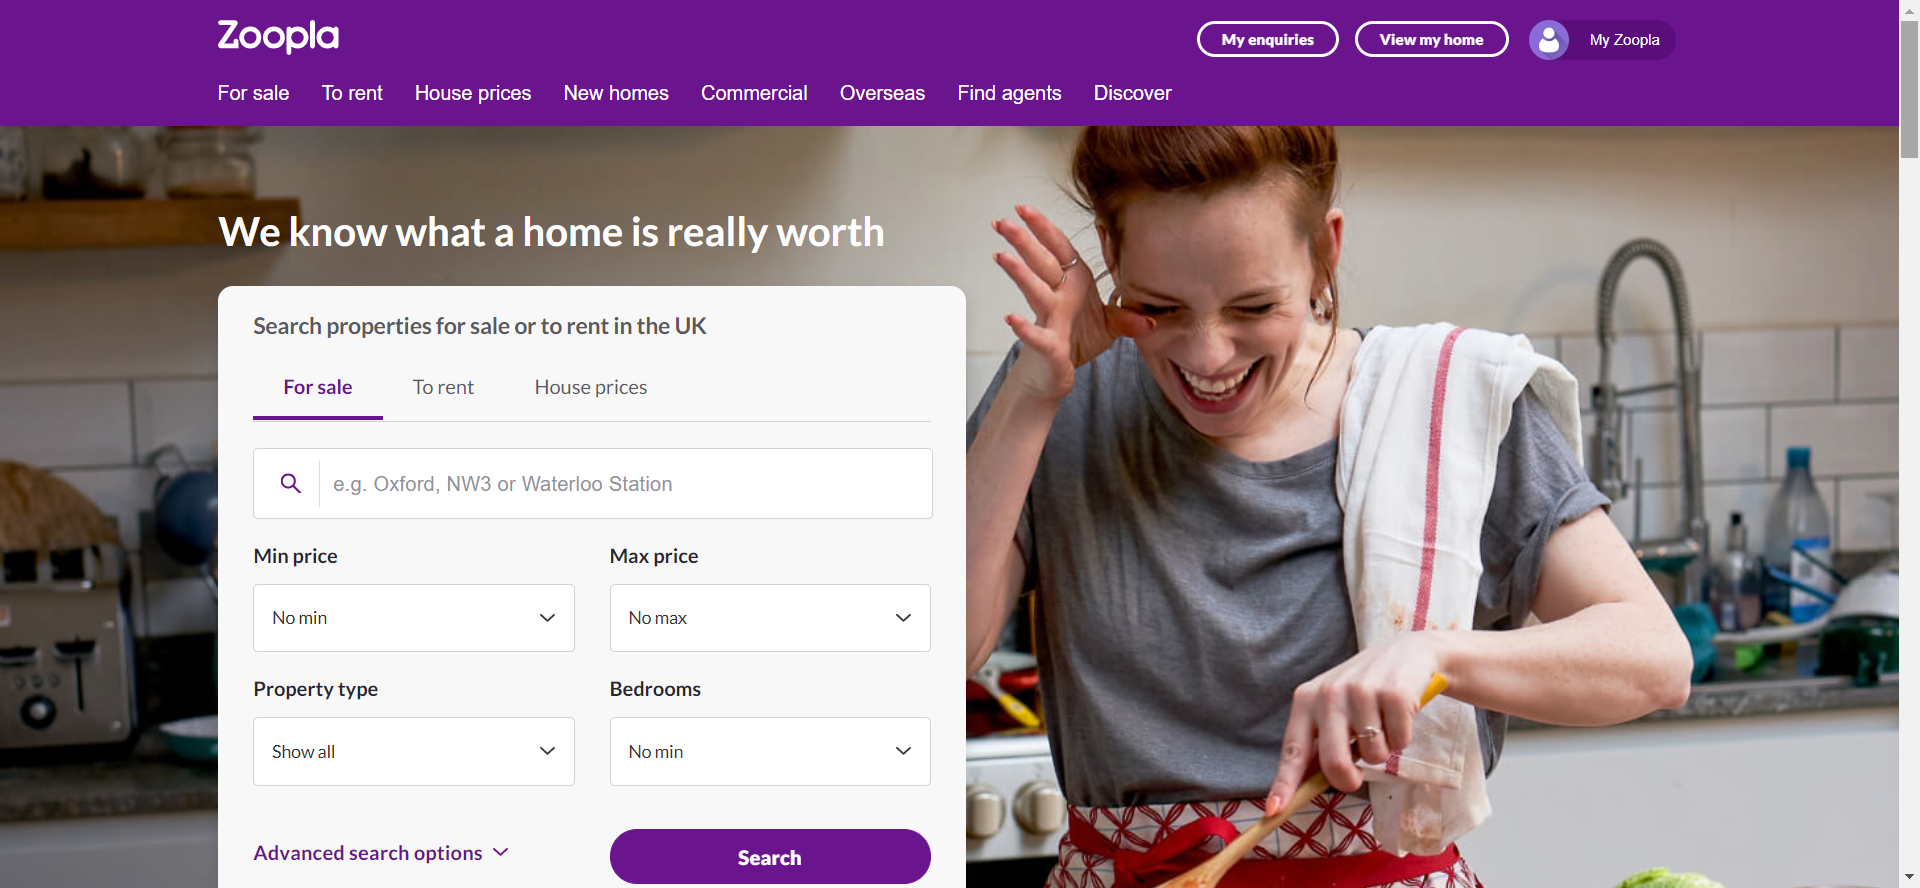 Zoopla
My enquiries
View my home
My Zoopla
For sale
To rent
House prices
New homes
Commercial
Overseas
Find agents
Discover
We know what a home is really worth
Search properties for sale or to rent in the UK
For sale
To rent
House prices
e.g. Oxford, NW3 or Waterloo Station
Min price
Max price
No min
No max
Property type
Bedrooms
Show all
No min
Advanced search options
Search